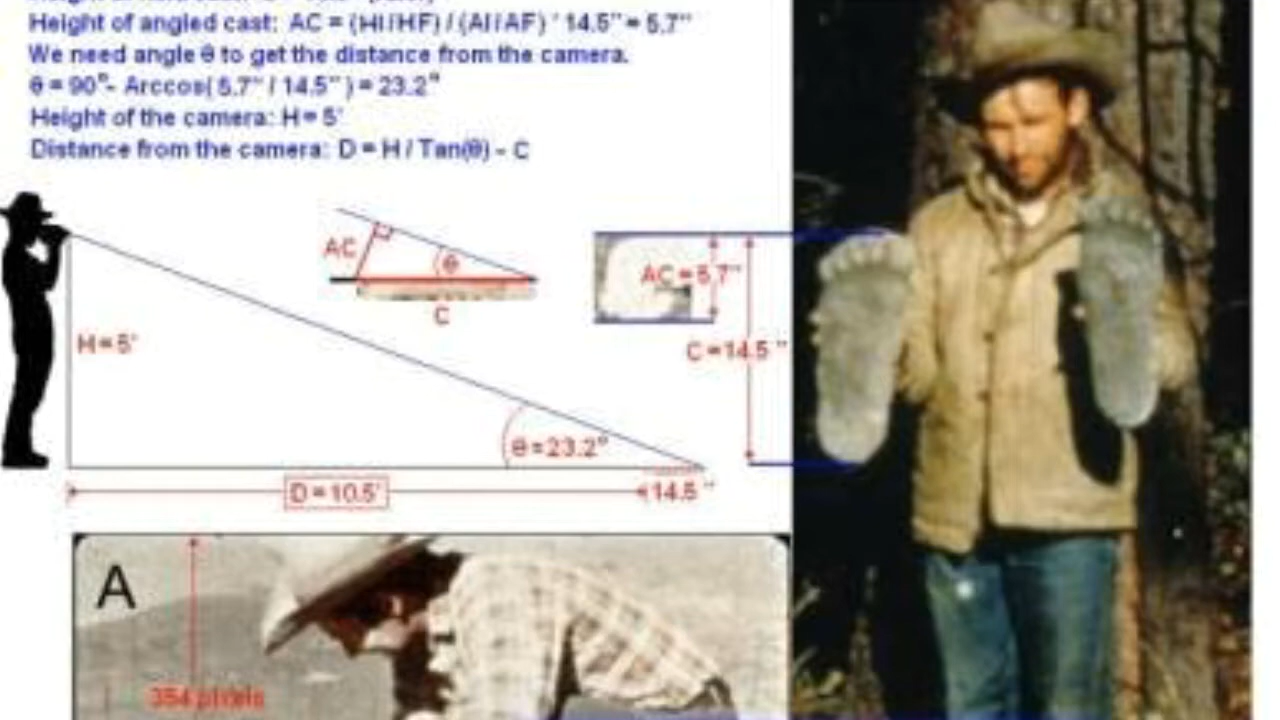 Height of angled cast: AC = (HI/HF) / (AI/AF) * 14.5" = 5.7"
We need angle θ to get the distance from the camera.
θ = 90°- Arccos( 5.7" / 14.5" ) = 23.2°
Height of the camera: H = 5'
Distance from the camera: D = H / Tan(θ) - C
AC
θ
C
AC = 5.7"
H = 5'
C = 14.5 "
θ = 23.2°
D = 10.5'
14.5 "
A
354 pixels